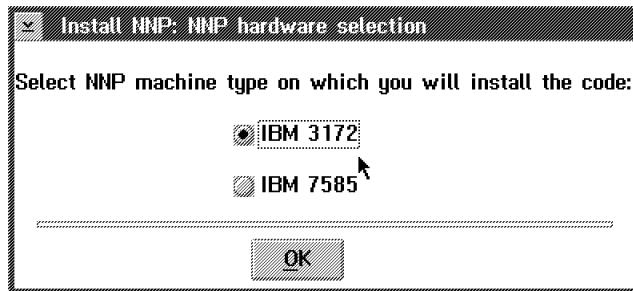 Install NNP: NNP hardware selection
Select NNP machine type on which you will install the code:
IBM 3172
IBM 7585
OK